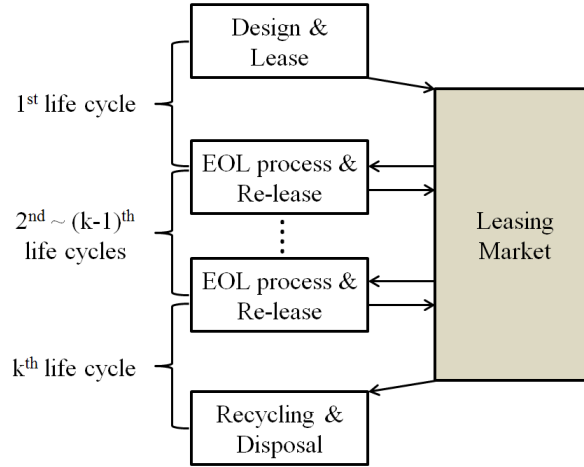 Design &
Lease
1st life cycle
EOL process &
Re-lease
2nd ~ (k-1)th
life cycles
Leasing
Market
EOL process &
Re-lease
kth life cycle
Recycling &
Disposal